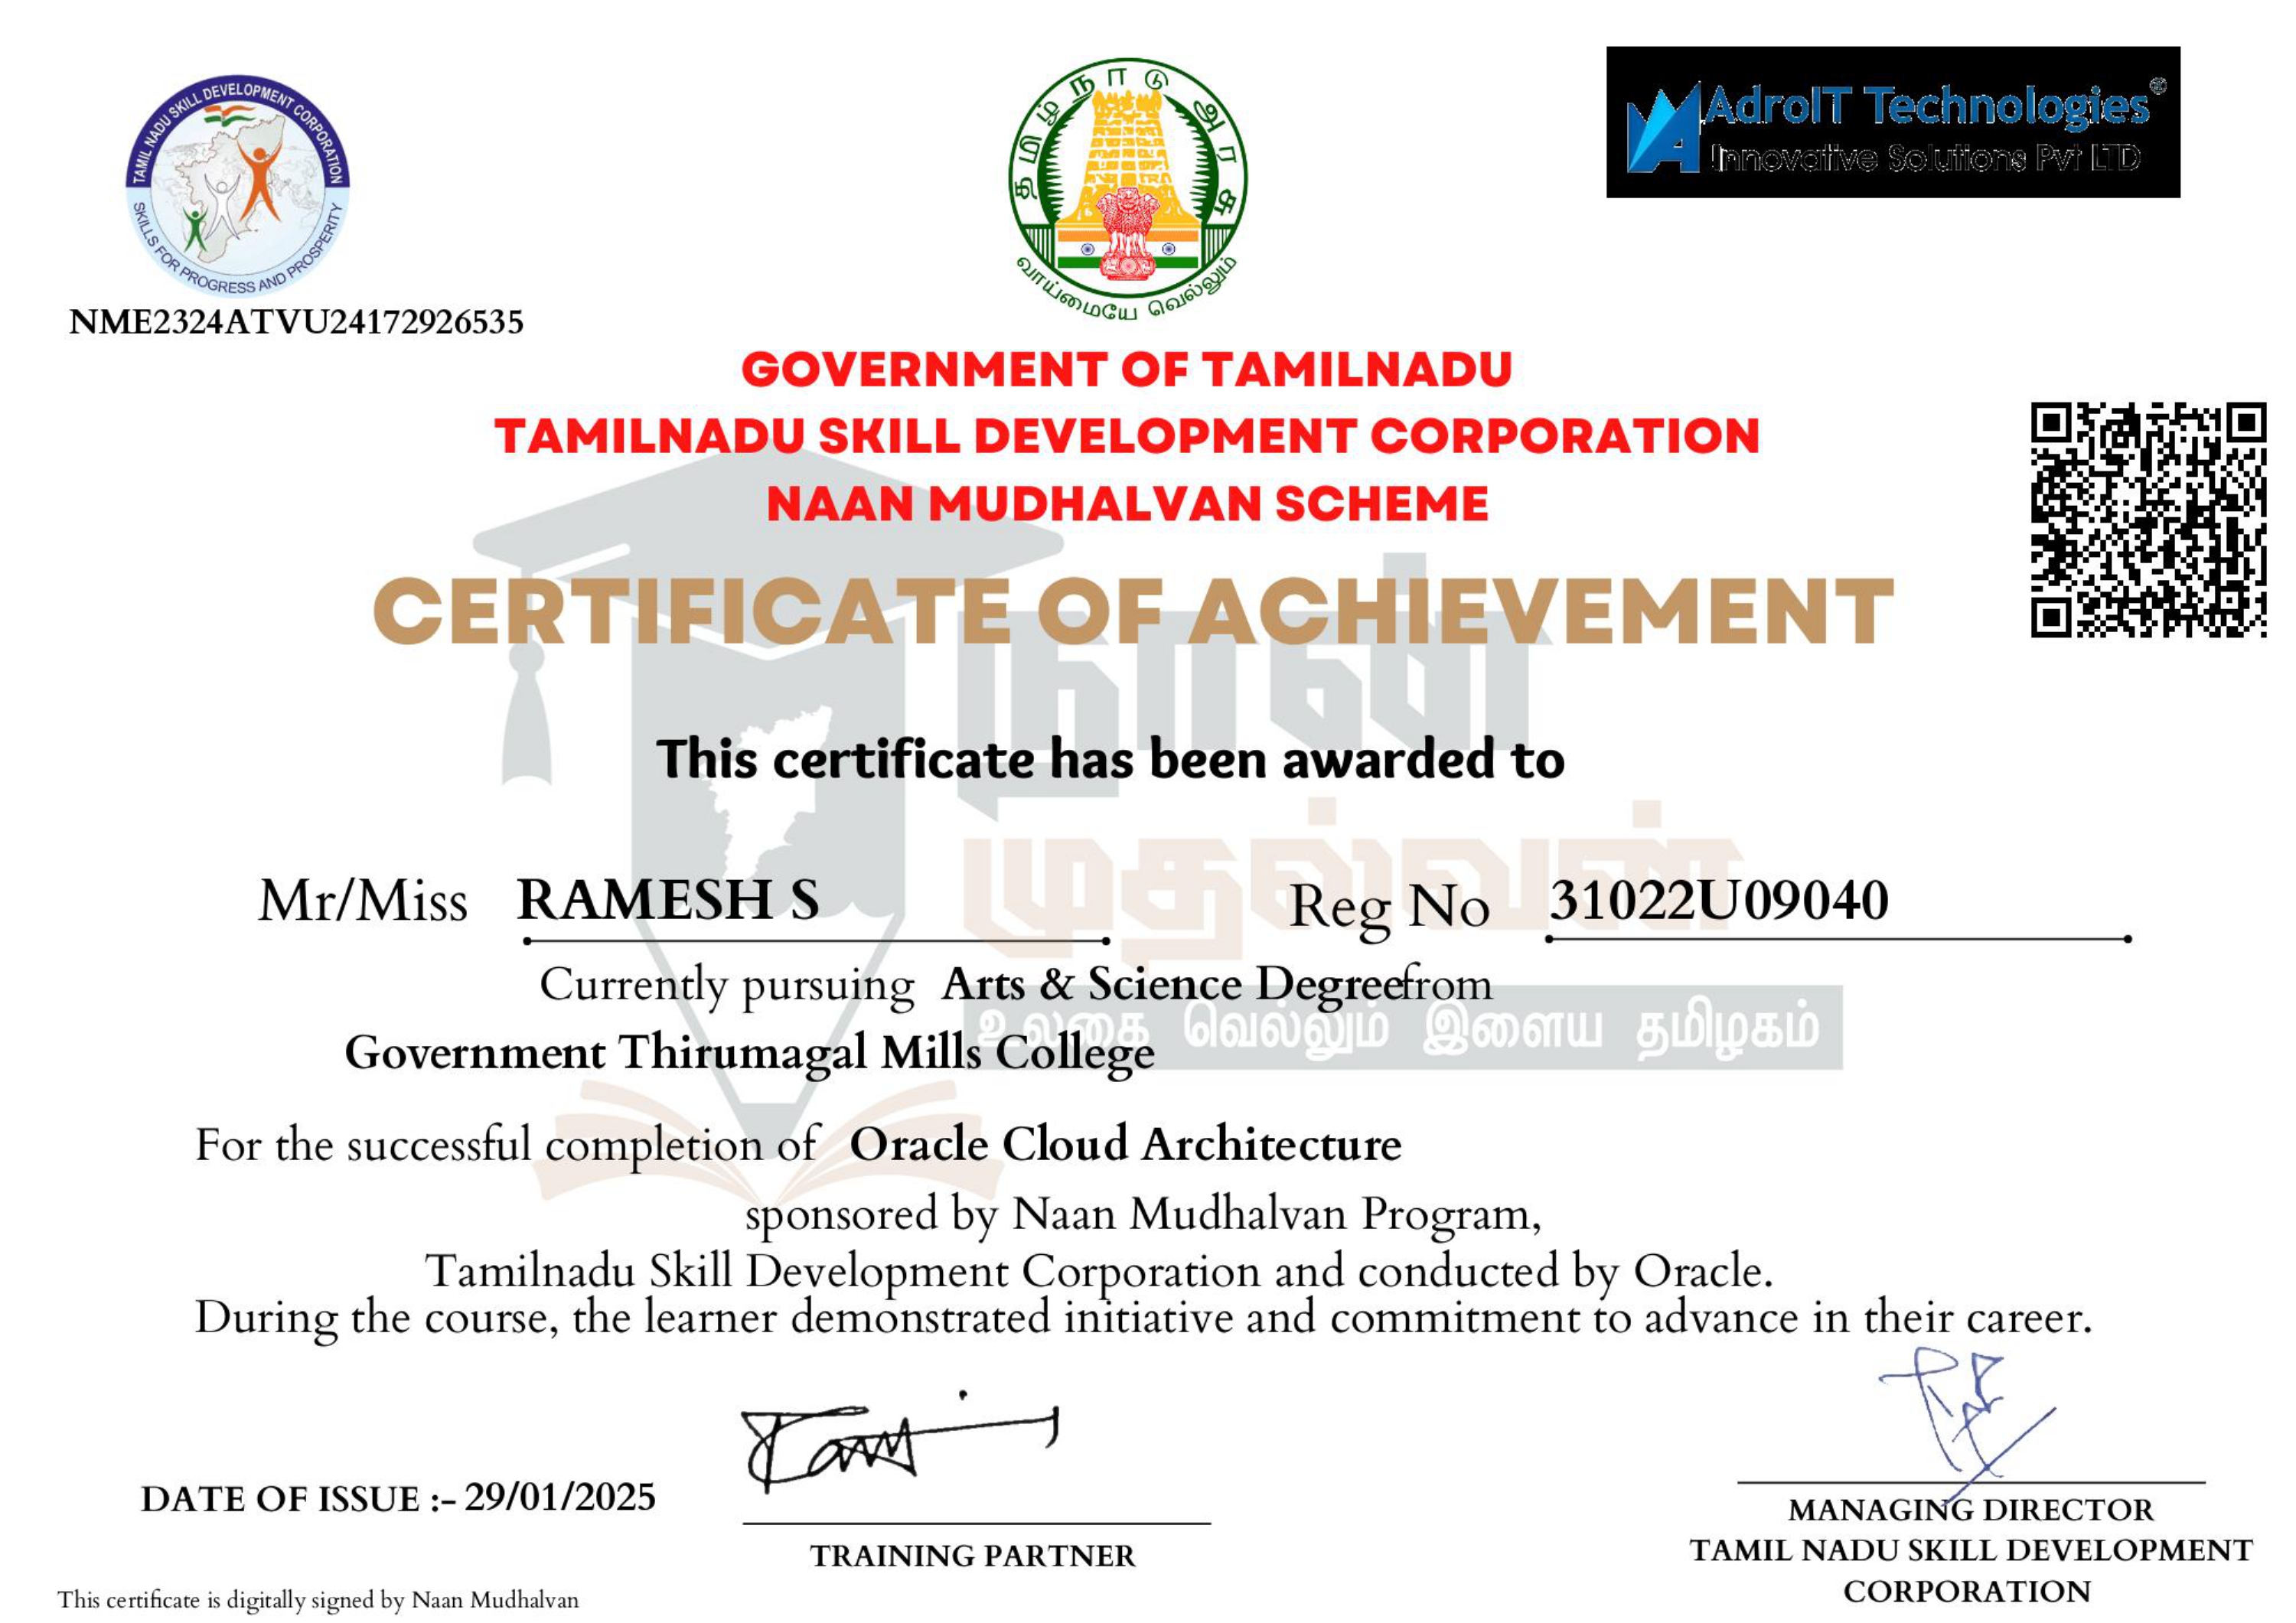 TAMIL NADU SKILL DEVELOPMENT CORPORATION
SKILLS FOR PROGRESS AND PROSPERITY
NME2324ATVU24172926535
தமிழ்நாடு அரசு
வாய்மையே வெல்லும்
AdroIT Technologies®
Innovative Solutions Pvt LTD
GOVERNMENT OF TAMILNADU
TAMILNADU SKILL DEVELOPMENT CORPORATION
NAAN MUDHALVAN SCHEME
CERTIFICATE OF ACHIEVEMENT
நான்
முதல்வன்
உலகை வெல்லும் இளைய தமிழகம்
This certificate has been awarded to
Mr/Miss RAMESH S Reg No 31022U09040
Currently pursuing Arts & Science Degreefrom
Government Thirumagal Mills College
For the successful completion of Oracle Cloud Architecture
sponsored by Naan Mudhalvan Program,
Tamilnadu Skill Development Corporation and conducted by Oracle.
During the course, the learner demonstrated initiative and commitment to advance in their career.
DATE OF ISSUE :- 29/01/2025
TRAINING PARTNER
MANAGING DIRECTOR
TAMIL NADU SKILL DEVELOPMENT
CORPORATION
This certificate is digitally signed by Naan Mudhalvan